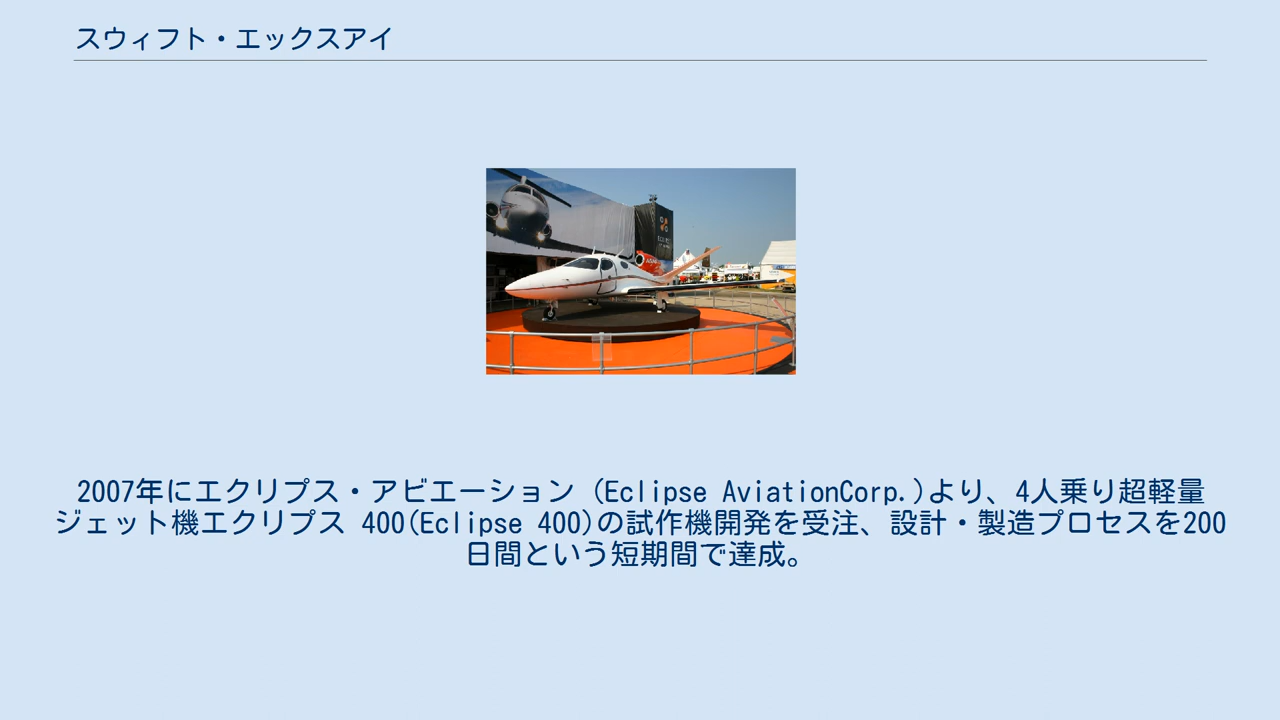 スウィフト・エックスアイ
2007年にエクリプス・アビエーション (Eclipse AviationCorp.)より、4人乗り超軽量
ジェット機エクリプス 400(Eclipse 400)の試作機開発を受注、設計・製造プロセスを200
日間という短期間で達成。